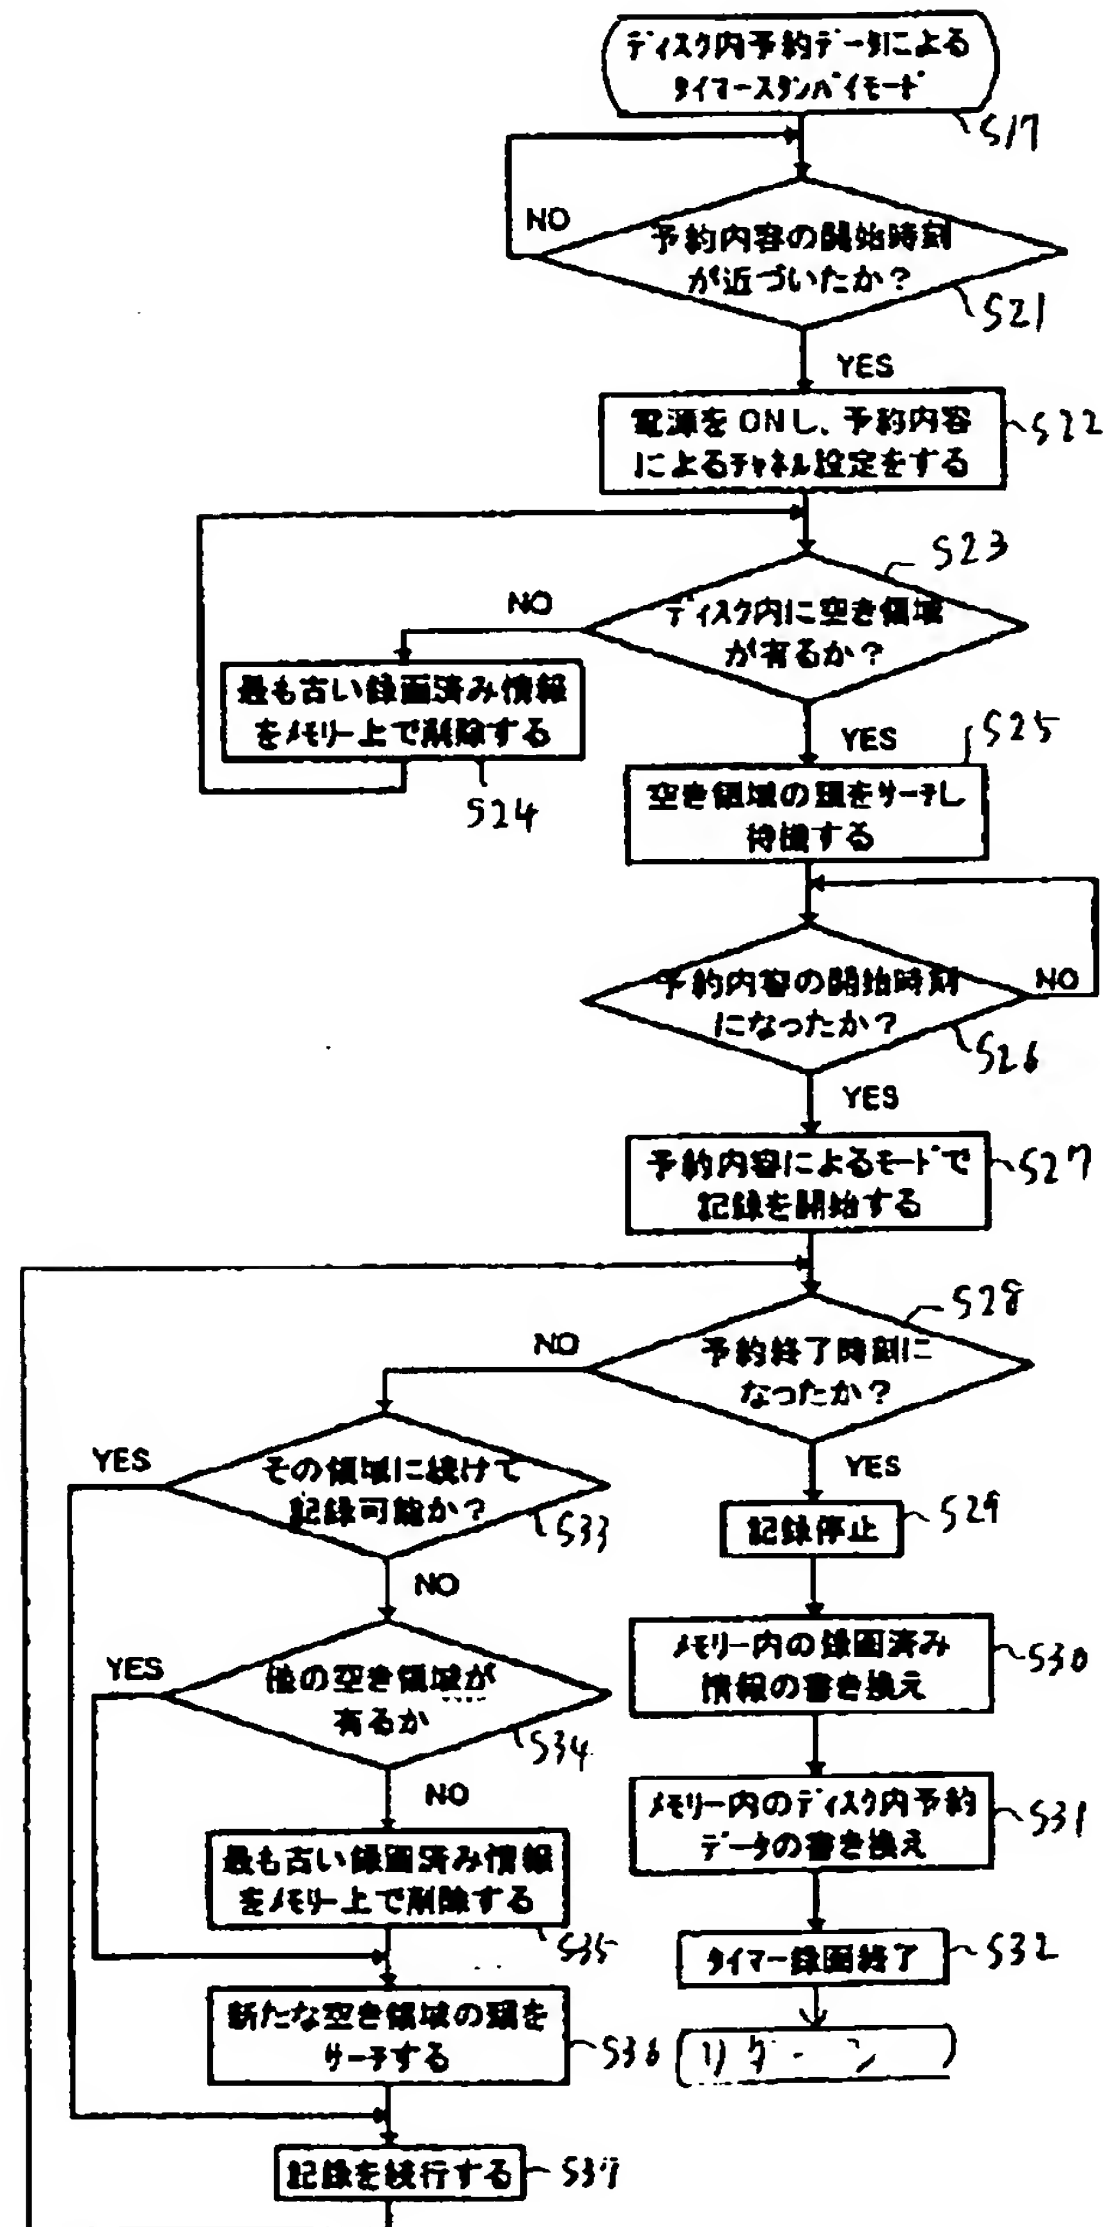 ディスク内予約データによる
タイマースタンバイモード
S17
NO
予約内容の開始時刻
が近づいたか？
S21
YES
電源をONし、予約内容
によるチャネル設定をする
S22
S23
NO
ディスク内に空き領域
が有るか？
最も古い録画済み情報
をメモリー上で削除する
S24
YES
S25
空き領域の頭をサーチし
待機する
予約内容の開始時刻
になったか？
NO
S26
YES
予約内容によるモードで
記録を開始する
S27
S28
NO
予約終了時刻に
なったか？
YES
その領域に続けて
記録可能か？
S33
YES
記録停止
S29
NO
メモリー内の録画済み
情報の書き換え
S30
YES
他の空き領域が
有るか
S34
NO
メモリー内のディスク内予約
データの書き換え
S31
最も古い録画済み情報
をメモリー上で削除する
S35
タイマー録画終了
S32
新たな空き領域の頭を
サーチする
S36
リターン
記録を続行する
S37